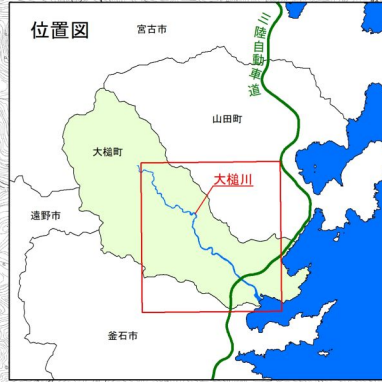 位置図
宮古市
三陸自動車道
山田町
大槌町
大槌川
遠野市
釜石市